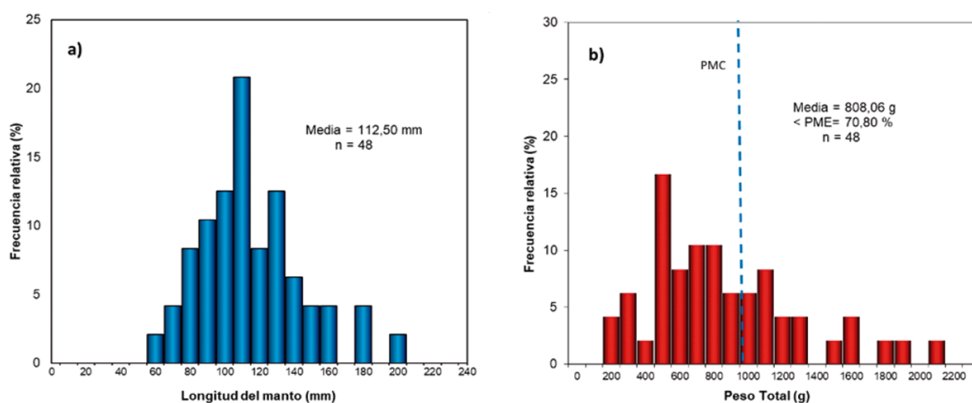 a)
Frecuencia relativa (%)
25
20
15
10
5
0
Media = 112,50 mm
n = 48
0 20 40 60 80 100 120 140 160 180 200 220 240
Longitud del manto (mm)
b)
Frecuencia relativa (%)
30
25
20
15
10
5
0
PMC
Media = 808,06 g
< PME= 70,80 %
n = 48
0 200 400 600 800 1000 1200 1400 1600 1800 2000 2200
Peso Total (g)